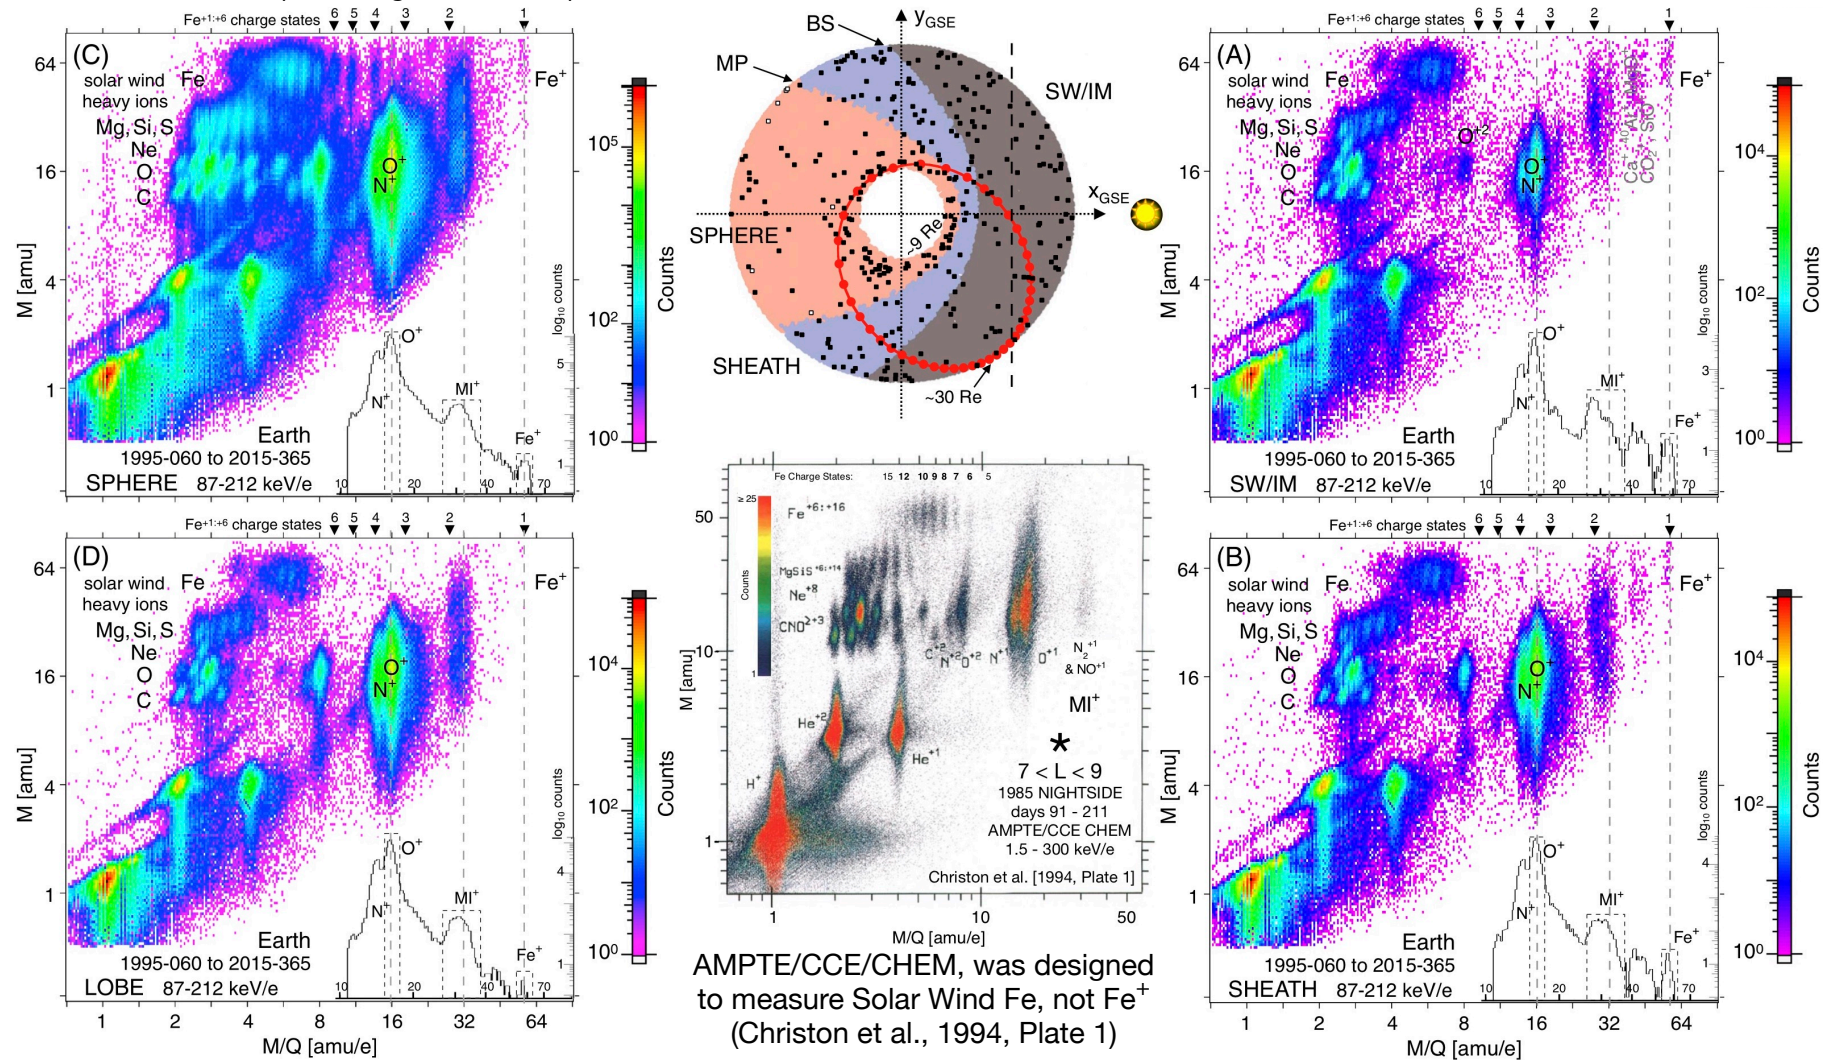 Fe+1:+6 charge states 6 5 4 3 2 1
(C)
solar wind Fe
heavy ions
Mg, Si, S
Ne
O
C
Fe+
O+
N+
64
16
4
1
M [amu]
10⁵
10²
10⁰
Counts
log₁₀ counts
5
1
O+
N+
MI+
Fe+
10 20 40 70
Earth
1995-060 to 2015-365
SPHERE 87-212 keV/e
BS
yGSE
MP
SW/IM
xGSE
SPHERE
~9 Re
SHEATH
~30 Re
Fe+1:+6 charge states 6 5 4 3 2 1
(A)
solar wind Fe
heavy ions
Mg, Si, S
Ne
O
C
O+2
Fe+
O+
N+
64
16
4
1
M [amu]
10⁴
10²
10⁰
Counts
log₁₀ counts
3
1
O+
N+
MI+
Fe+
10 20 40 70
Earth
1995-060 to 2015-365
SW/IM 87-212 keV/e
Fe+1:+6 charge states 6 5 4 3 2 1
(D)
solar wind Fe
heavy ions
Mg, Si, S
Ne
O
C
Fe+
O+
N+
64
16
4
1
M [amu]
10⁴
10²
10⁰
Counts
log₁₀ counts
4
1
O+
N+
MI+
Fe+
10 20 40 70
Earth
1995-060 to 2015-365
LOBE 87-212 keV/e
1 2 4 8 16 32 64
M/Q [amu/e]
Fe Charge States: 15 12 10 9 8 7 6 5
≥ 25
Counts
1
50
10
1
M [amu]
Fe+6:+16
MgSiS+6:+14
Ne+8
CNO2+3
C+2 N+2 O+2 N+1 O+1
N₂+1
& NO+1
MI+
He+2
He+1
H+
*
7 < L < 9
1985 NIGHTSIDE
days 91 - 211
AMPTE/CCE CHEM
1.5 - 300 keV/e
Christon et al. [1994, Plate 1]
1 10 50
M/Q [amu/e]
AMPTE/CCE/CHEM, was designed
to measure Solar Wind Fe, not Fe+
(Christon et al., 1994, Plate 1)
Fe+1:+6 charge states 6 5 4 3 2 1
(B)
solar wind Fe
heavy ions
Mg, Si, S
Ne
O
C
Fe+
O+
N+
64
16
4
1
M [amu]
10⁴
10²
10⁰
Counts
log₁₀ counts
4
1
O+
N+
MI+
Fe+
10 20 40 70
Earth
1995-060 to 2015-365
SHEATH 87-212 keV/e
1 2 4 8 16 32 64
M/Q [amu/e]